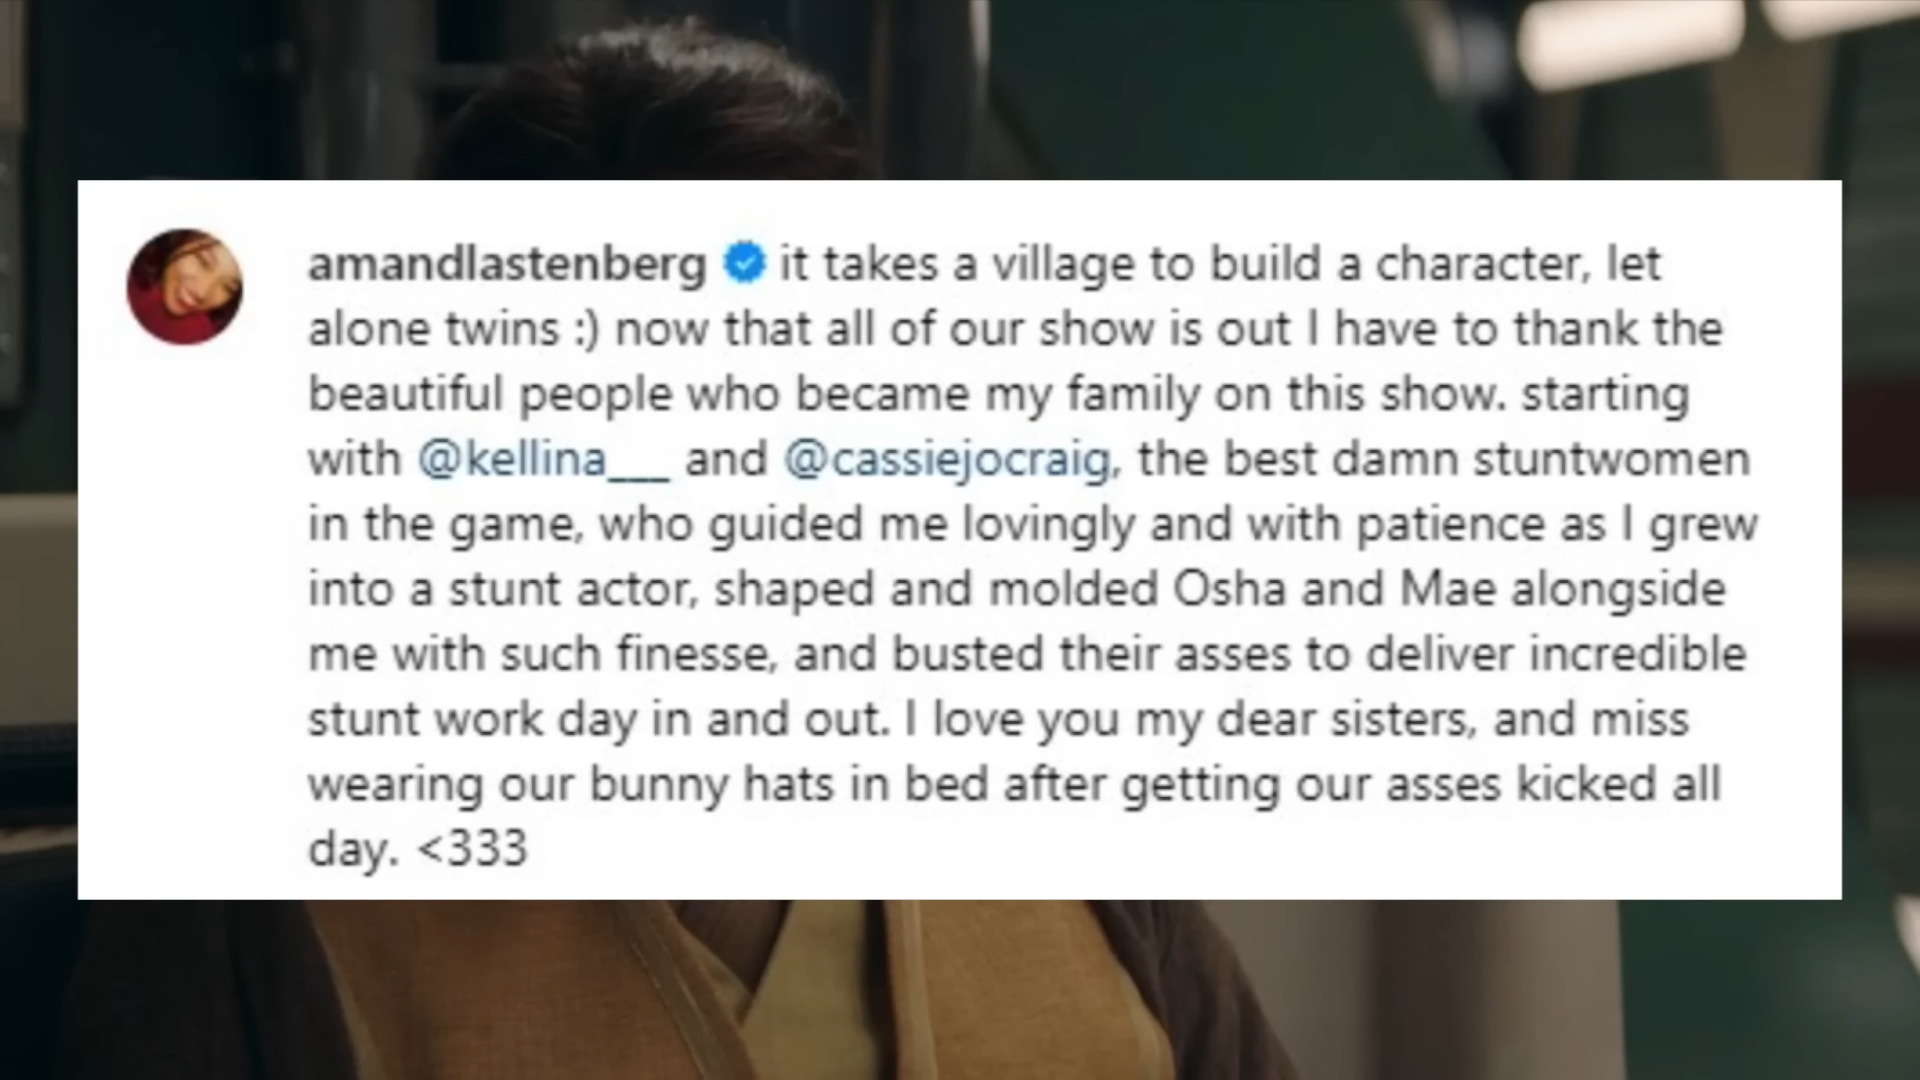 amandlastenberg it takes a village to build a character, let
alone twins :) now that all of our show is out I have to thank the
beautiful people who became my family on this show. starting
with @kellina___ and @cassiejocraig, the best damn stuntwomen
in the game, who guided me lovingly and with patience as I grew
into a stunt actor, shaped and molded Osha and Mae alongside
me with such finesse, and busted their asses to deliver incredible
stunt work day in and out. I love you my dear sisters, and miss
wearing our bunny hats in bed after getting our asses kicked all
day. <333